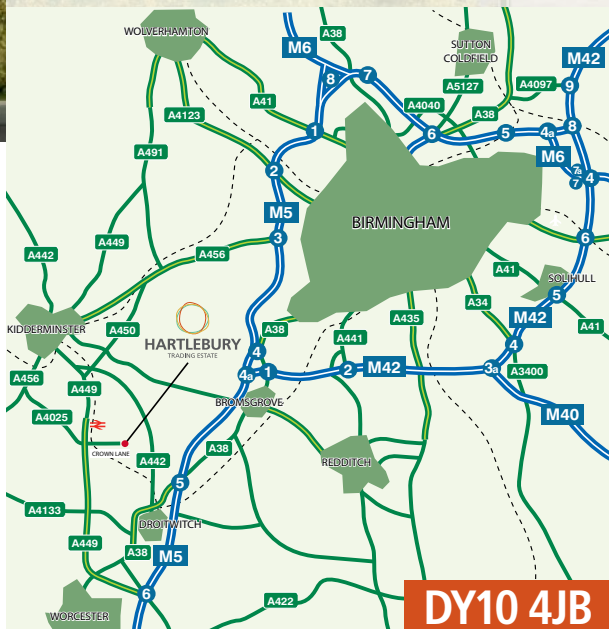 WOLVERHAMTON
A38
M6
SUTTON
COLDFIELD
M42
8
7
A5127
A4097
9
A41
A4040
A38
A4123
1
6
5
4a
8
A491
M6
2
7a
7
4
M5
BIRMINGHAM
3
6
A449
A442
A456
A41
SOLIHULL
5
A34
M42
A41
KIDDERMINSTER
A450
HARTLEBURY
TRADING ESTATE
A38
A441
A435
4
4
A456
4a
1
2
M42
3a
A3400
A449
BROMSGROVE
M40
A4025
CROWN LANE
A442
A38
REDDITCH
5
A4133
DROITWITCH
A449
A38
M5
6
WORCESTER
A422
DY10 4JB